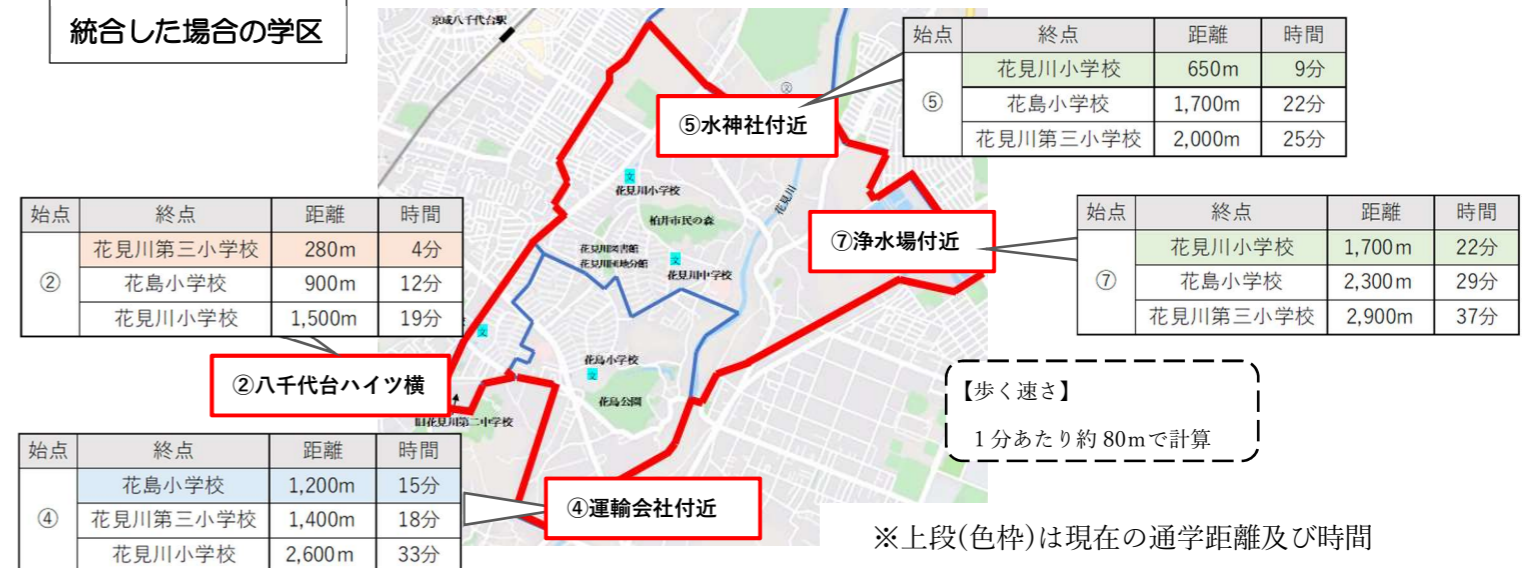 統合した場合の学区
京成八千代台駅
始点 終点 距離 時間
⑤ 花見川小学校 650m 9分
花島小学校 1,700m 22分
花見川第三小学校 2,000m 25分
⑤水神社付近
文
文
花見川小学校
花見川
柏井市民の森
始点 終点 距離 時間
② 花見川第三小学校 280m 4分
花島小学校 900m 12分
花見川小学校 1,500m 19分
始点 終点 距離 時間
⑦ 花見川小学校 1,700m 22分
花島小学校 2,300m 29分
花見川第三小学校 2,900m 37分
⑦浄水場付近
花見川図書館
花見川団地分館
文
花見川中学校
文
花島小学校
文
②八千代台ハイツ横
花島公園
旧花見川第二中学校
【歩く速さ】
1分あたり約80mで計算
始点 終点 距離 時間
④ 花島小学校 1,200m 15分
花見川第三小学校 1,400m 18分
花見川小学校 2,600m 33分
④運輸会社付近
※上段(色枠)は現在の通学距離及び時間